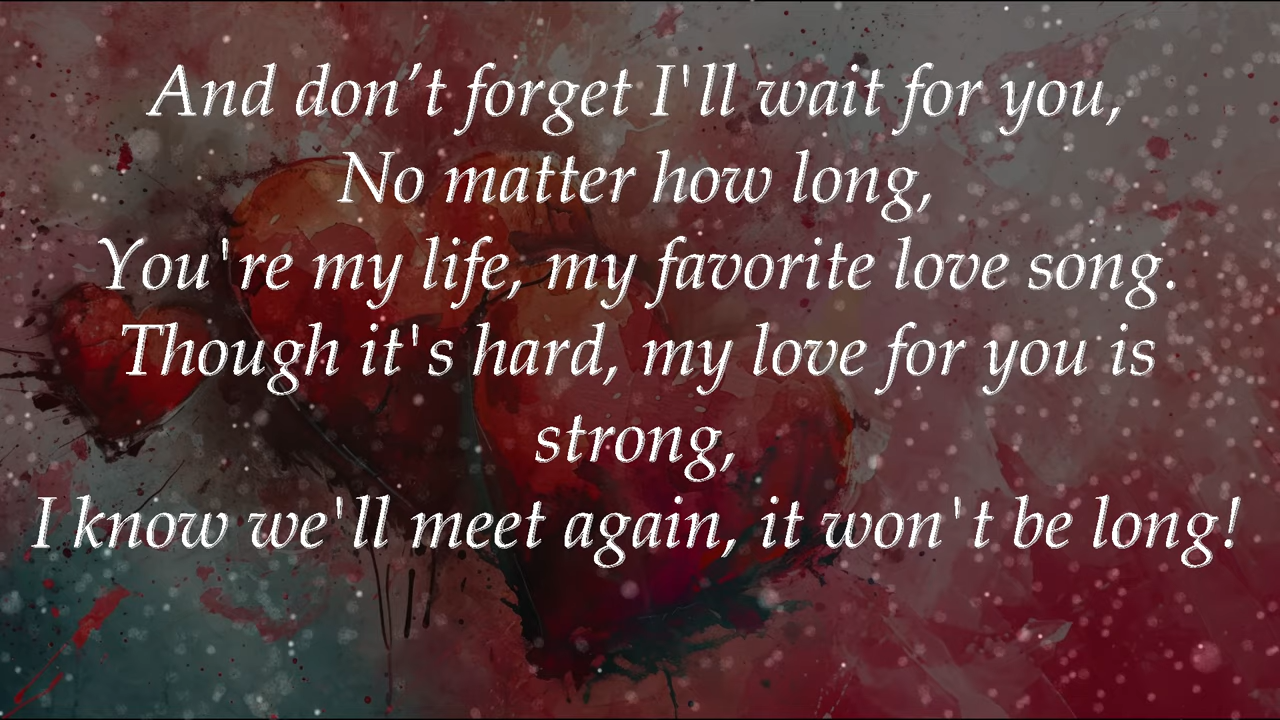 And don’t forget I'll wait for you,
No matter how long,
You're my life, my favorite love song.
Though it's hard, my love for you is
strong,
I know we'll meet again, it won't be long!